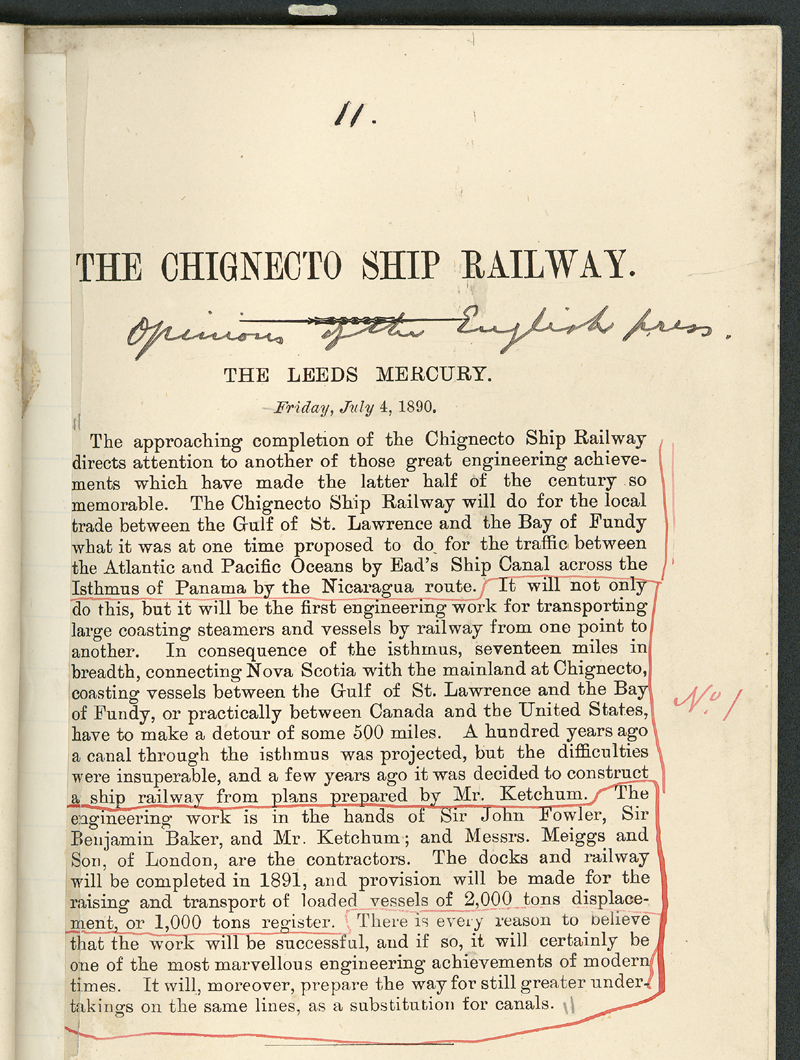 11.
THE CHIGNECTO SHIP RAILWAY.
Opinions of the English press.
THE LEEDS MERCURY.
Friday, July 4, 1890.
The approaching completion of the Chignecto Ship Railway
directs attention to another of those great engineering achieve-
ments which have made the latter half of the century so
memorable. The Chignecto Ship Railway will do for the local
trade between the Gulf of St. Lawrence and the Bay of Fundy
what it was at one time proposed to do for the traffic between
the Atlantic and Pacific Oceans by Ead's Ship Canal across the
Isthmus of Panama by the Nicaragua route. It will not only
do this, but it will be the first engineering work for transporting
large coasting steamers and vessels by railway from one point to
another. In consequence of the isthmus, seventeen miles in
breadth, connecting Nova Scotia with the mainland at Chignecto,
coasting vessels between the Gulf of St. Lawrence and the Bay
of Fundy, or practically between Canada and the United States,
have to make a detour of some 500 miles. A hundred years ago
a canal through the isthmus was projected, but the difficulties
were insuperable, and a few years ago it was decided to construct
a ship railway from plans prepared by Mr. Ketchum. The
engineering work is in the hands of Sir John Fowler, Sir
Benjamin Baker, and Mr. Ketchum; and Messrs. Meiggs and
Son, of London, are the contractors. The docks and railway
will be completed in 1891, and provision will be made for the
raising and transport of loaded vessels of 2,000 tons displace-
ment, or 1,000 tons register. There is every reason to believe
that the work will be successful, and if so, it will certainly be
one of the most marvellous engineering achievements of modern
times. It will, moreover, prepare the way for still greater under-
takings on the same lines, as a substitution for canals.
No. 1